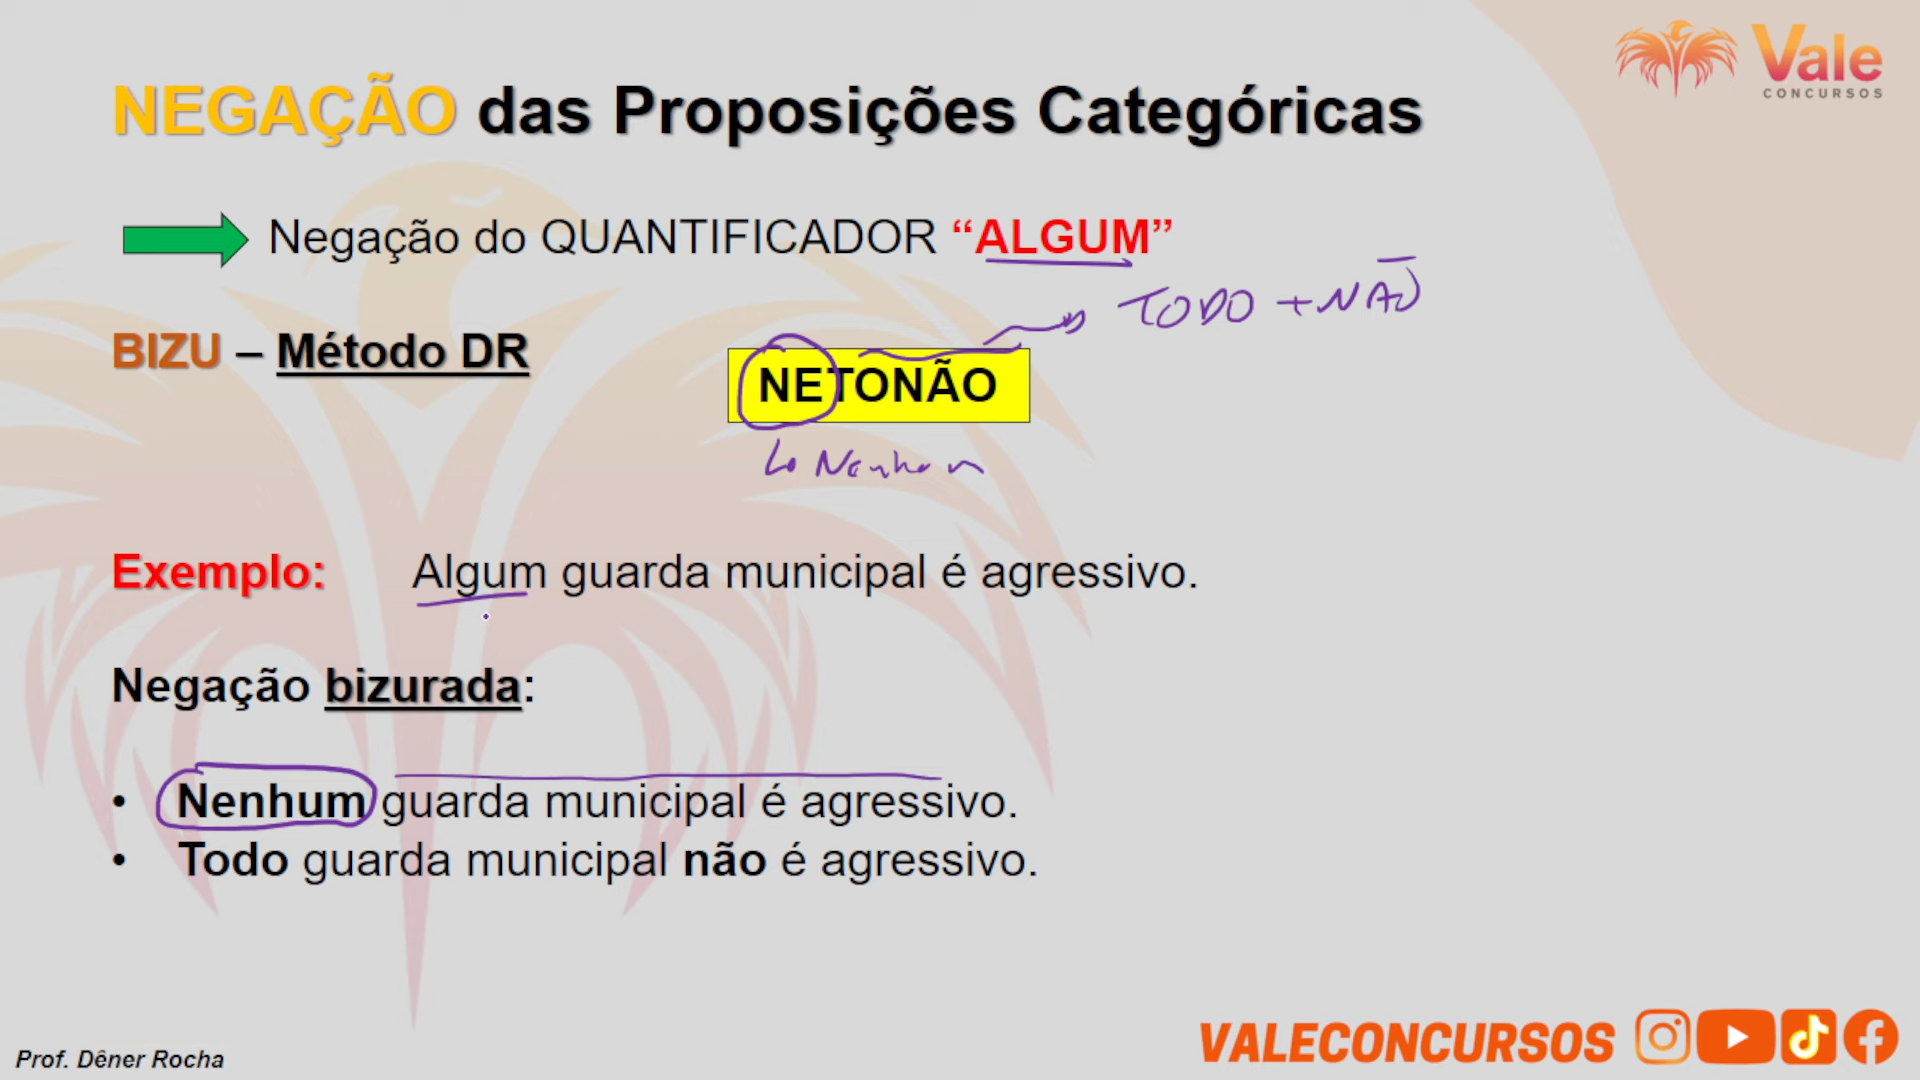 Vale
CONCURSOS
NEGAÇÃO das Proposições Categóricas
Negação do QUANTIFICADOR “ALGUM”
TODO + NÃO
BIZU – Método DR
NETONÃO
Nenhum
Exemplo: Algum guarda municipal é agressivo.
Negação bizurada:
• Nenhum guarda municipal é agressivo.
• Todo guarda municipal não é agressivo.
VALECONCURSOS
Prof. Dêner Rocha